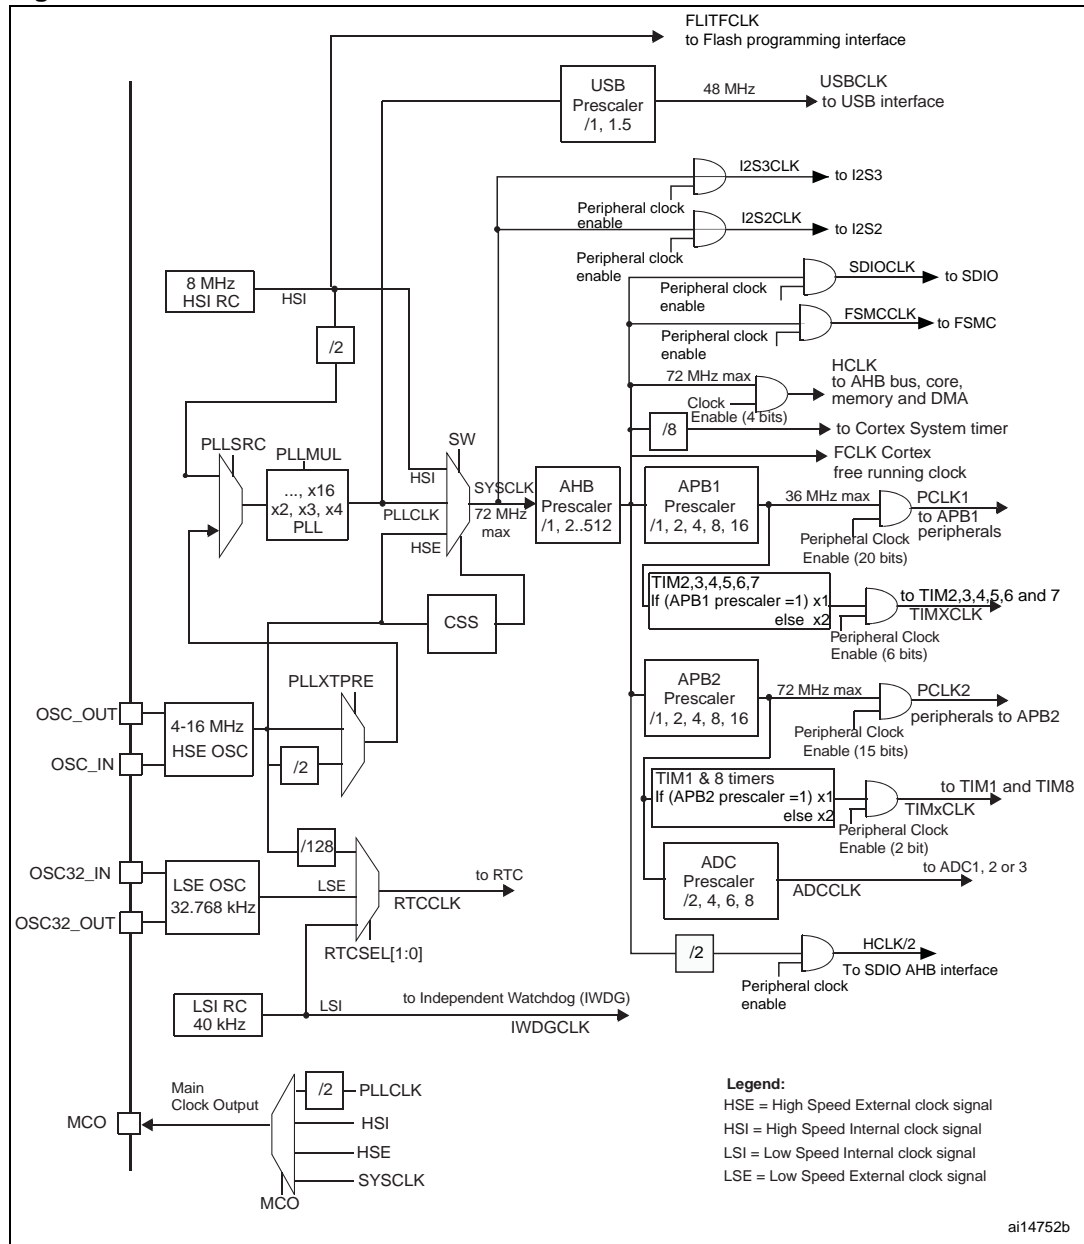 FLITFCLK
to Flash programming interface
USB
Prescaler
/1, 1.5
48 MHz
USBCLK
to USB interface
I2S3CLK
to I2S3
Peripheral clock
enable
I2S2CLK
to I2S2
Peripheral clock
enable
SDIOCLK
to SDIO
Peripheral clock
enable
FSMCCLK
to FSMC
Peripheral clock
enable
8 MHz
HSI RC
HSI
/2
HCLK
to AHB bus, core,
memory and DMA
72 MHz max
Clock
Enable (4 bits)
/8
to Cortex System timer
FCLK Cortex
free running clock
PLLSRC
PLLMUL
..., x16
x2, x3, x4
PLL
SW
HSI
PLLCLK
HSE
SYSCLK
72 MHz
max
AHB
Prescaler
/1, 2..512
APB1
Prescaler
/1, 2, 4, 8, 16
36 MHz max
PCLK1
to APB1
peripherals
Peripheral Clock
Enable (20 bits)
TIM2,3,4,5,6,7
If (APB1 prescaler =1) x1
else x2
to TIM2,3,4,5,6 and 7
TIMXCLK
Peripheral Clock
Enable (6 bits)
CSS
PLLXTPRE
OSC_OUT
OSC_IN
4-16 MHz
HSE OSC
/2
APB2
Prescaler
/1, 2, 4, 8, 16
72 MHz max
PCLK2
peripherals to APB2
Peripheral Clock
Enable (15 bits)
TIM1 & 8 timers
If (APB2 prescaler =1) x1
else x2
to TIM1 and TIM8
TIMxCLK
Peripheral Clock
Enable (2 bit)
/128
OSC32_IN
OSC32_OUT
LSE OSC
32.768 kHz
LSE
to RTC
RTCCLK
RTCSEL[1:0]
ADC
Prescaler
/2, 4, 6, 8
to ADC1, 2 or 3
ADCCLK
/2
HCLK/2
To SDIO AHB interface
Peripheral clock
enable
LSI RC
40 kHz
LSI
to Independent Watchdog (IWDG)
IWDGCLK
MCO
Main
Clock Output
/2
PLLCLK
HSI
HSE
SYSCLK
MCO
Legend:
HSE = High Speed External clock signal
HSI = High Speed Internal clock signal
LSI = Low Speed Internal clock signal
LSE = Low Speed External clock signal
ai14752b